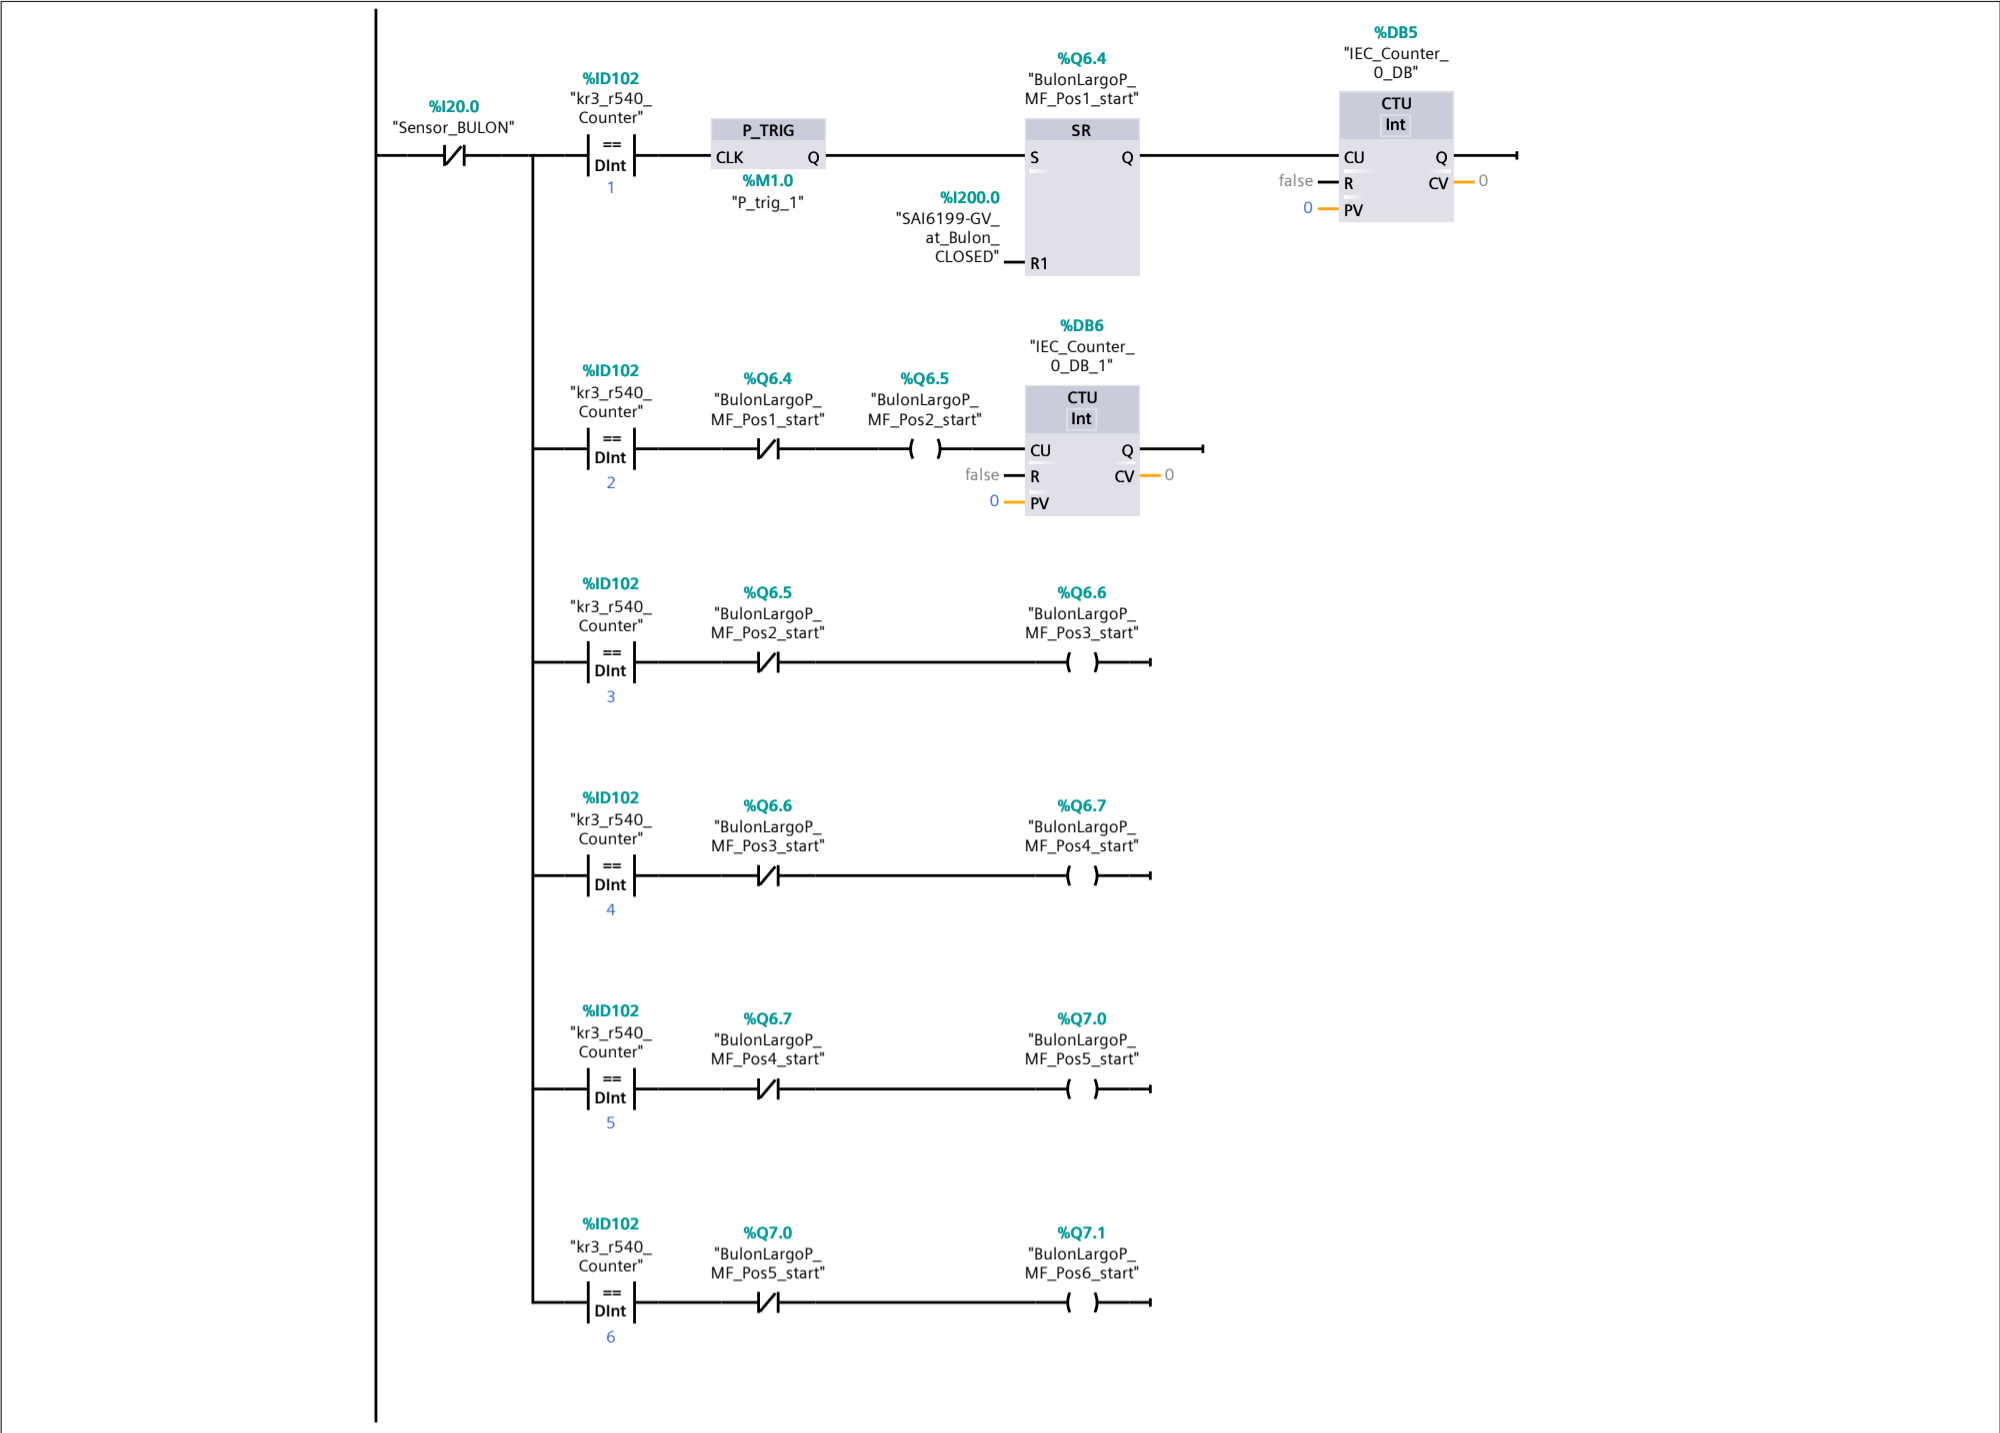 %I20.0
"Sensor_BULON"
%ID102
"kr3_r540_
Counter"
==
DInt
1
P_TRIG
CLK Q
%M1.0
"P_trig_1"
%Q6.4
"BulonLargoP_
MF_Pos1_start"
SR
S Q
%I200.0
"SAI6199-GV_
at_Bulon_
CLOSED"
R1
%DB5
"IEC_Counter_
0_DB"
CTU
Int
CU Q
false R CV 0
0 PV
%ID102
"kr3_r540_
Counter"
==
DInt
2
%Q6.4
"BulonLargoP_
MF_Pos1_start"
%Q6.5
"BulonLargoP_
MF_Pos2_start"
%DB6
"IEC_Counter_
0_DB_1"
CTU
Int
CU Q
false R CV 0
0 PV
%ID102
"kr3_r540_
Counter"
==
DInt
3
%Q6.5
"BulonLargoP_
MF_Pos2_start"
%Q6.6
"BulonLargoP_
MF_Pos3_start"
%ID102
"kr3_r540_
Counter"
==
DInt
4
%Q6.6
"BulonLargoP_
MF_Pos3_start"
%Q6.7
"BulonLargoP_
MF_Pos4_start"
%ID102
"kr3_r540_
Counter"
==
DInt
5
%Q6.7
"BulonLargoP_
MF_Pos4_start"
%Q7.0
"BulonLargoP_
MF_Pos5_start"
%ID102
"kr3_r540_
Counter"
==
DInt
6
%Q7.0
"BulonLargoP_
MF_Pos5_start"
%Q7.1
"BulonLargoP_
MF_Pos6_start"